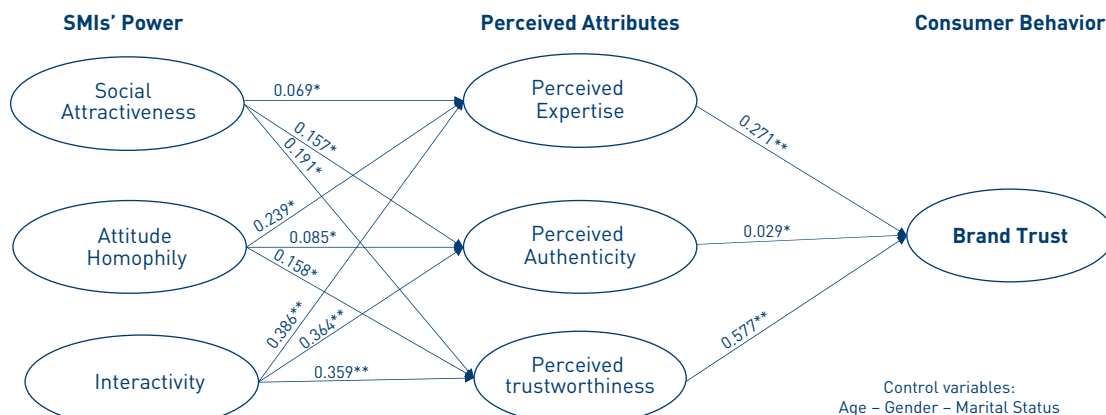 SMIs' Power
Perceived Attributes
Consumer Behavior
Social
Attractiveness
0.069*
Perceived
Expertise
0.157*
0.191*
0.271**
Attitude
Homophily
0.239*
0.085*
0.158*
Perceived
Authenticity
0.029*
Brand Trust
Interactivity
0.386**
0.364**
0.359**
Perceived
trustworthiness
0.577**
Control variables:
Age – Gender – Marital Status